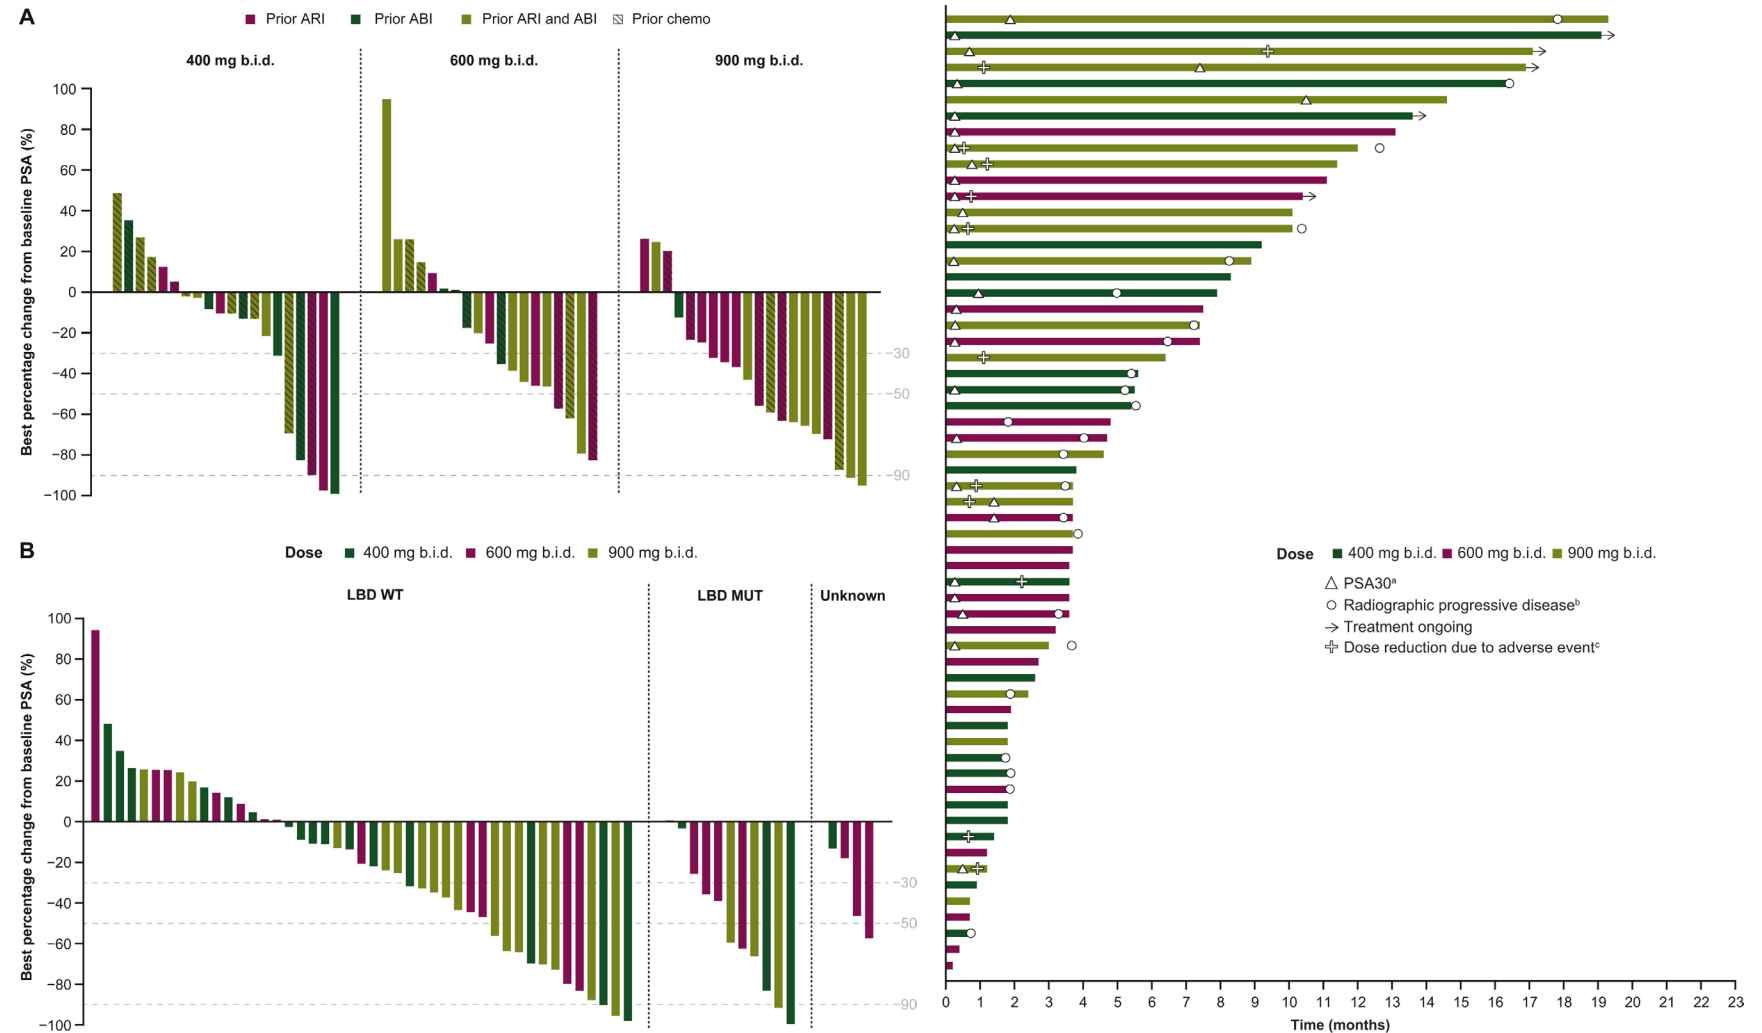 A
Prior ARI
Prior ABI
Prior ARI and ABI
Prior chemo
400 mg b.i.d.
600 mg b.i.d.
900 mg b.i.d.
Best percentage change from baseline PSA (%)
100
80
60
40
20
0
−20
−40
−60
−80
−100
−30
−50
−90
B
Dose
400 mg b.i.d.
600 mg b.i.d.
900 mg b.i.d.
LBD WT
LBD MUT
Unknown
Best percentage change from baseline PSA (%)
100
80
60
40
20
0
−20
−40
−60
−80
−100
−30
−50
−90
Dose
400 mg b.i.d.
600 mg b.i.d.
900 mg b.i.d.
PSA30ᵃ
Radiographic progressive diseaseᵇ
Treatment ongoing
Dose reduction due to adverse eventᶜ
0 1 2 3 4 5 6 7 8 9 10 11 12 13 14 15 16 17 18 19 20 21 22 23
Time (months)